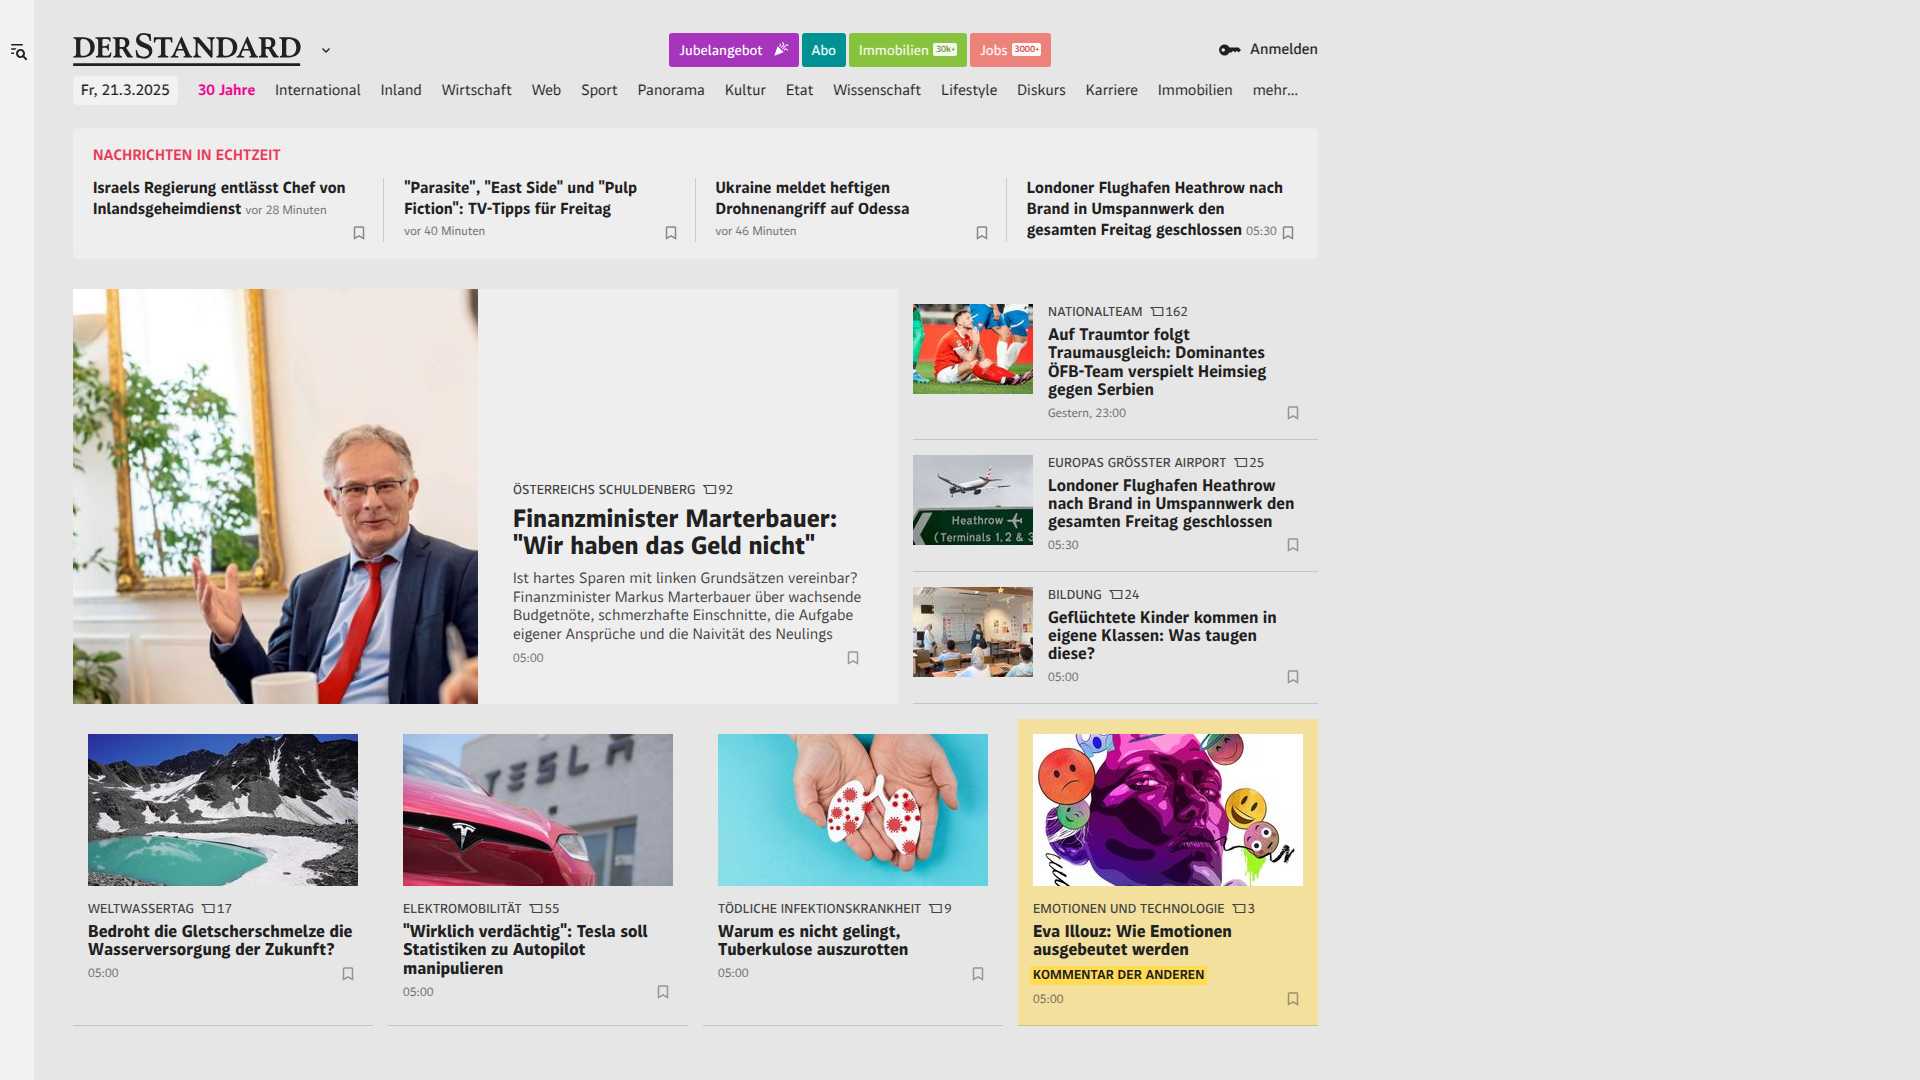 DERSTANDARD
Jubelangebot
Abo
Immobilien 30k+
Jobs 3000+
Anmelden
Fr, 21.3.2025
30 Jahre
International
Inland
Wirtschaft
Web
Sport
Panorama
Kultur
Etat
Wissenschaft
Lifestyle
Diskurs
Karriere
Immobilien
mehr...
NACHRICHTEN IN ECHTZEIT
Israels Regierung entlässt Chef von
Inlandsgeheimdienst vor 28 Minuten
"Parasite", "East Side" und "Pulp
Fiction": TV-Tipps für Freitag
vor 40 Minuten
Ukraine meldet heftigen
Drohnenangriff auf Odessa
vor 46 Minuten
Londoner Flughafen Heathrow nach
Brand in Umspannwerk den
gesamten Freitag geschlossen 05:30
ÖSTERREICHS SCHULDENBERG 92
Finanzminister Marterbauer:
"Wir haben das Geld nicht"
Ist hartes Sparen mit linken Grundsätzen vereinbar?
Finanzminister Markus Marterbauer über wachsende
Budgetnöte, schmerzhafte Einschnitte, die Aufgabe
eigener Ansprüche und die Naivität des Neulings
05:00
NATIONALTEAM 162
Auf Traumtor folgt
Traumausgleich: Dominantes
ÖFB-Team verspielt Heimsieg
gegen Serbien
Gestern, 23:00
Heathrow
(Terminals 1, 2 & 3
EUROPAS GRÖSSTER AIRPORT 25
Londoner Flughafen Heathrow
nach Brand in Umspannwerk den
gesamten Freitag geschlossen
05:30
BILDUNG 24
Geflüchtete Kinder kommen in
eigene Klassen: Was taugen
diese?
05:00
WELTWASSERTAG 17
Bedroht die Gletscherschmelze die
Wasserversorgung der Zukunft?
05:00
TESLA
ELEKTROMOBILITÄT 55
"Wirklich verdächtig": Tesla soll
Statistiken zu Autopilot
manipulieren
05:00
TÖDLICHE INFEKTIONSKRANKHEIT 9
Warum es nicht gelingt,
Tuberkulose auszurotten
05:00
EMOTIONEN UND TECHNOLOGIE 3
Eva Illouz: Wie Emotionen
ausgebeutet werden
KOMMENTAR DER ANDEREN
05:00